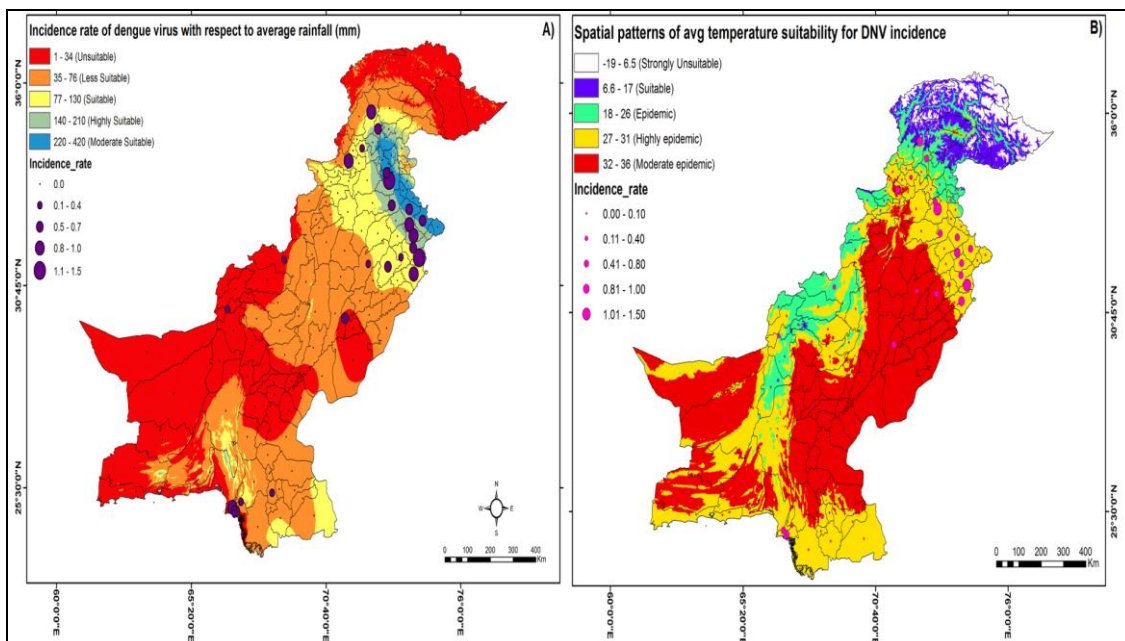 Incidence rate of dengue virus with respect to average rainfall (mm)
A)
1 - 34 (Unsuitable)
35 - 76 (Less Suitable)
77 - 130 (Suitable)
140 - 210 (Highly Suitable)
220 - 420 (Moderate Suitable)
Incidence_rate
0.0
0.1 - 0.4
0.5 - 0.7
0.8 - 1.0
1.1 - 1.5
36°0'0"N
30°45'0"N
25°30'0"N
N
W E
S
0 100 200 300 400
Km
60°0'0"E
65°20'0"E
70°40'0"E
76°0'0"E
Spatial patterns of avg temperature suitability for DNV incidence
B)
-19 - 6.5 (Strongly Unsuitable)
6.6 - 17 (Suitable)
18 - 26 (Epidemic)
27 - 31 (Highly epidemic)
32 - 36 (Moderate epidemic)
Incidence_rate
0.00 - 0.10
0.11 - 0.40
0.41 - 0.80
0.81 - 1.00
1.01 - 1.50
36°0'0"N
30°45'0"N
25°30'0"N
0 100 200 300 400
Km
60°0'0"E
65°20'0"E
70°40'0"E
76°0'0"E